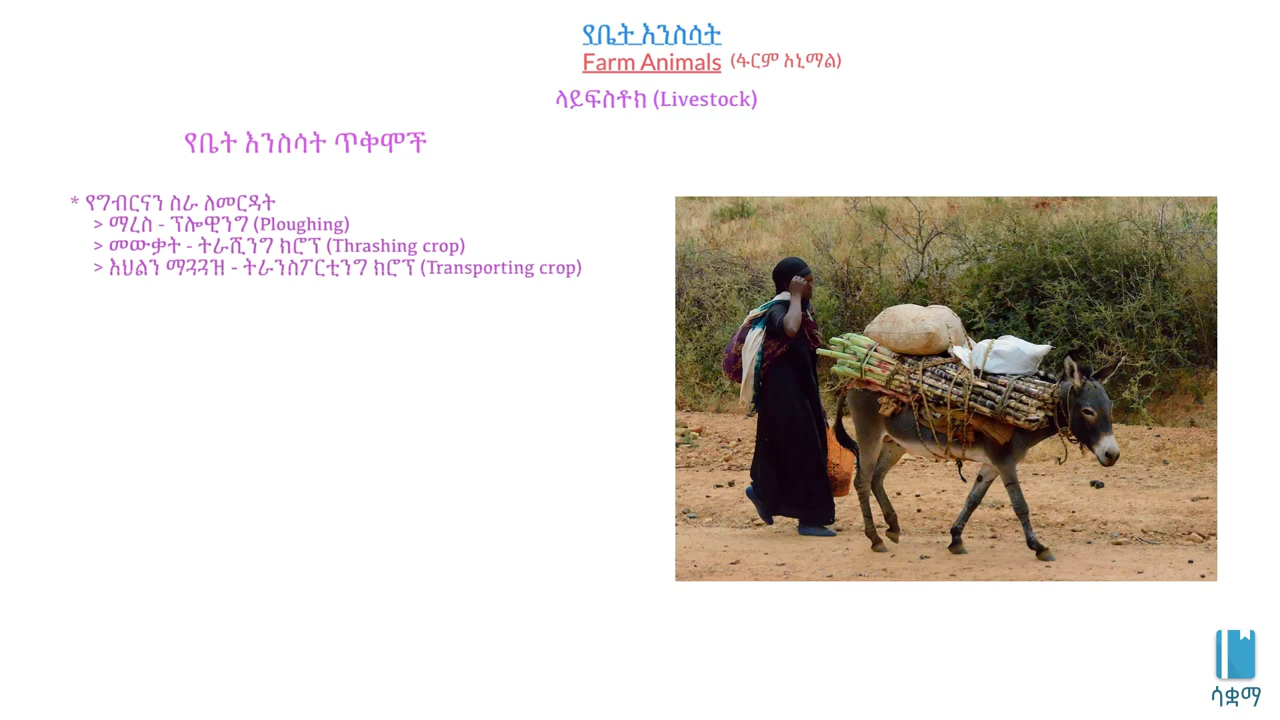 የቤት እንስሳት
Farm Animals (ፋርም አኒማል)
ላይፍስቶክ (Livestock)
የቤት እንስሳት ጥቅሞች
* የግብርናን ስራ ለመርዳት
> ማረስ - ፕሎዊንግ (Ploughing)
> መውቃት - ትራሺንግ ክሮፕ (Thrashing crop)
> እህልን ማጓጓዝ - ትራንስፖርቲንግ ክሮፕ (Transporting crop)
ሳቋማ